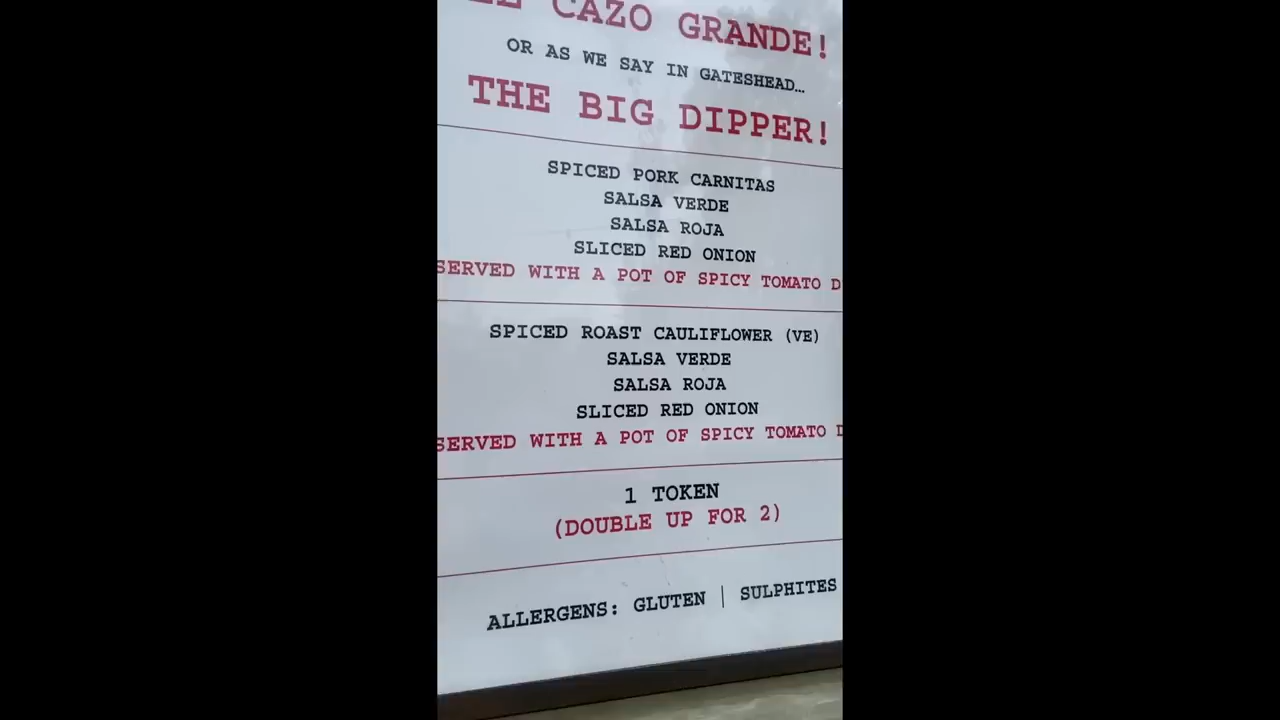 CAZO GRANDE!
OR AS WE SAY IN GATESHEAD…
THE BIG DIPPER!
SPICED PORK CARNITAS
SALSA VERDE
SALSA ROJA
SLICED RED ONION
SERVED WITH A POT OF SPICY TOMATO D
SPICED ROAST CAULIFLOWER (VE)
SALSA VERDE
SALSA ROJA
SLICED RED ONION
SERVED WITH A POT OF SPICY TOMATO
1 TOKEN
(DOUBLE UP FOR 2)
ALLERGENS: GLUTEN | SULPHITES